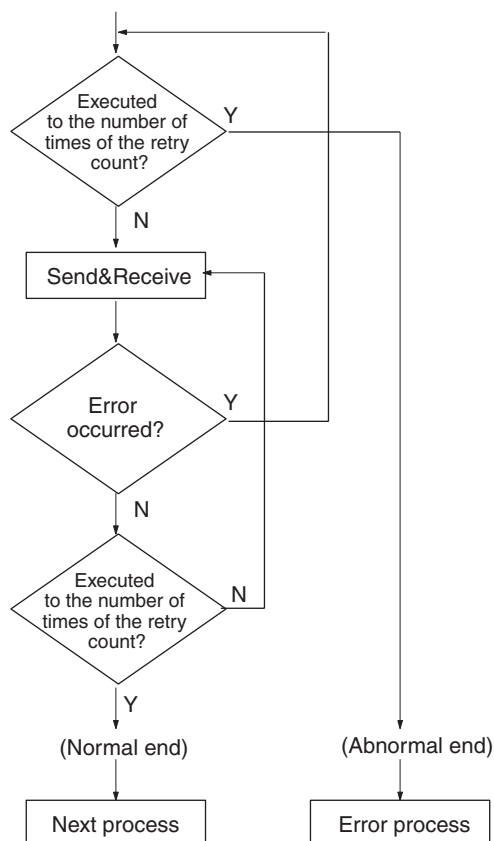 Executed
to the number of
times of the retry
count?
Y
N
Send&Receive
Error
occurred?
Y
N
Executed
to the number of
times of the retry
count?
N
Y
(Normal end)
(Abnormal end)
Next process
Error process